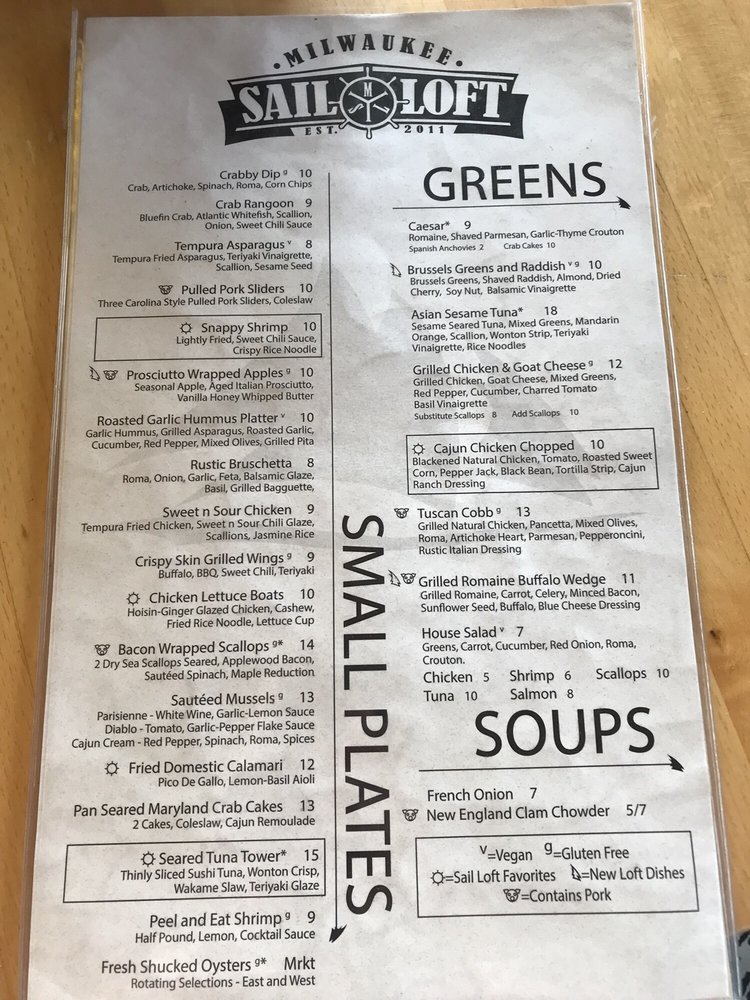 MILWAUKEE
SAIL LOFT
M S L
EST. 2011
Crabby Dip g 10
Crab, Artichoke, Spinach, Roma, Corn Chips
Crab Rangoon 9
Bluefin Crab, Atlantic Whitefish, Scallion,
Onion, Sweet Chili Sauce
Tempura Asparagus v 8
Tempura Fried Asparagus, Teriyaki Vinaigrette,
Scallion, Sesame Seed
Pulled Pork Sliders 10
Three Carolina Style Pulled Pork Sliders, Coleslaw
Snappy Shrimp 10
Lightly Fried, Sweet Chili Sauce,
Crispy Rice Noodle
Prosciutto Wrapped Apples g 10
Seasonal Apple, Aged Italian Prosciutto,
Vanilla Honey Whipped Butter
Roasted Garlic Hummus Platter v 10
Garlic Hummus, Grilled Asparagus, Roasted Garlic,
Cucumber, Red Pepper, Mixed Olives, Grilled Pita
Rustic Bruschetta 8
Roma, Onion, Garlic, Feta, Balsamic Glaze,
Basil, Grilled Bagguette,
Sweet n Sour Chicken 9
Tempura Fried Chicken, Sweet n Sour Chili Glaze,
Scallions, Jasmine Rice
Crispy Skin Grilled Wings g 9
Buffalo, BBQ, Sweet Chili, Teriyaki
Chicken Lettuce Boats 10
Hoisin-Ginger Glazed Chicken, Cashew,
Fried Rice Noodle, Lettuce Cup
Bacon Wrapped Scallops g* 14
2 Dry Sea Scallops Seared, Applewood Bacon,
Sautéed Spinach, Maple Reduction
Sautéed Mussels g 13
Parisienne - White Wine, Garlic-Lemon Sauce
Diablo - Tomato, Garlic-Pepper Flake Sauce
Cajun Cream - Red Pepper, Spinach, Roma, Spices
Fried Domestic Calamari 12
Pico De Gallo, Lemon-Basil Aioli
Pan Seared Maryland Crab Cakes 13
2 Cakes, Coleslaw, Cajun Remoulade
Seared Tuna Tower* 15
Thinly Sliced Sushi Tuna, Wonton Crisp,
Wakame Slaw, Teriyaki Glaze
Peel and Eat Shrimp g 9
Half Pound, Lemon, Cocktail Sauce
Fresh Shucked Oysters g* Mrkt
Rotating Selections - East and West
SMALL PLATES
GREENS
Caesar* 9
Romaine, Shaved Parmesan, Garlic-Thyme Crouton
Spanish Anchovies 2 Crab Cakes 10
Brussels Greens and Raddish v g 10
Brussels Greens, Shaved Raddish, Almond, Dried
Cherry, Soy Nut, Balsamic Vinaigrette
Asian Sesame Tuna* 18
Sesame Seared Tuna, Mixed Greens, Mandarin
Orange, Scallion, Wonton Strip, Teriyaki
Vinaigrette, Rice Noodles
Grilled Chicken & Goat Cheese g 12
Grilled Chicken, Goat Cheese, Mixed Greens,
Red Pepper, Cucumber, Charred Tomato
Basil Vinaigrette
Substitute Scallops 8 Add Scallops 10
Cajun Chicken Chopped 10
Blackened Natural Chicken, Tomato, Roasted Sweet
Corn, Pepper Jack, Black Bean, Tortilla Strip, Cajun
Ranch Dressing
Tuscan Cobb g 13
Grilled Natural Chicken, Pancetta, Mixed Olives,
Roma, Artichoke Heart, Parmesan, Pepperoncini,
Rustic Italian Dressing
Grilled Romaine Buffalo Wedge 11
Grilled Romaine, Carrot, Celery, Minced Bacon,
Sunflower Seed, Buffalo, Blue Cheese Dressing
House Salad v 7
Greens, Carrot, Cucumber, Red Onion, Roma,
Crouton.
Chicken 5 Shrimp 6 Scallops 10
Tuna 10 Salmon 8
SOUPS
French Onion 7
New England Clam Chowder 5/7
v=Vegan g=Gluten Free
=Sail Loft Favorites =New Loft Dishes
=Contains Pork